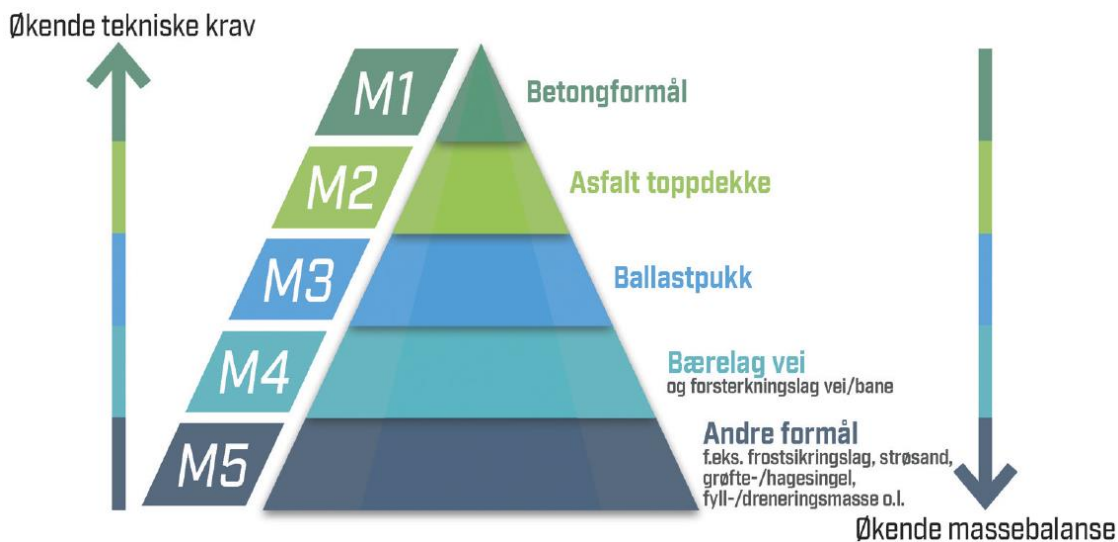 Økende tekniske krav
M1
Betongformål
M2
Asfalt toppdekke
M3
Ballastpukk
M4
Bærelag vei
og forsterkningslag vei/bane
M5
Andre formål
f.eks. frostsikringslag, strøsand,
grøfte-/hagesingel,
fyll-/dreneringsmasse o.l.
Økende massebalanse